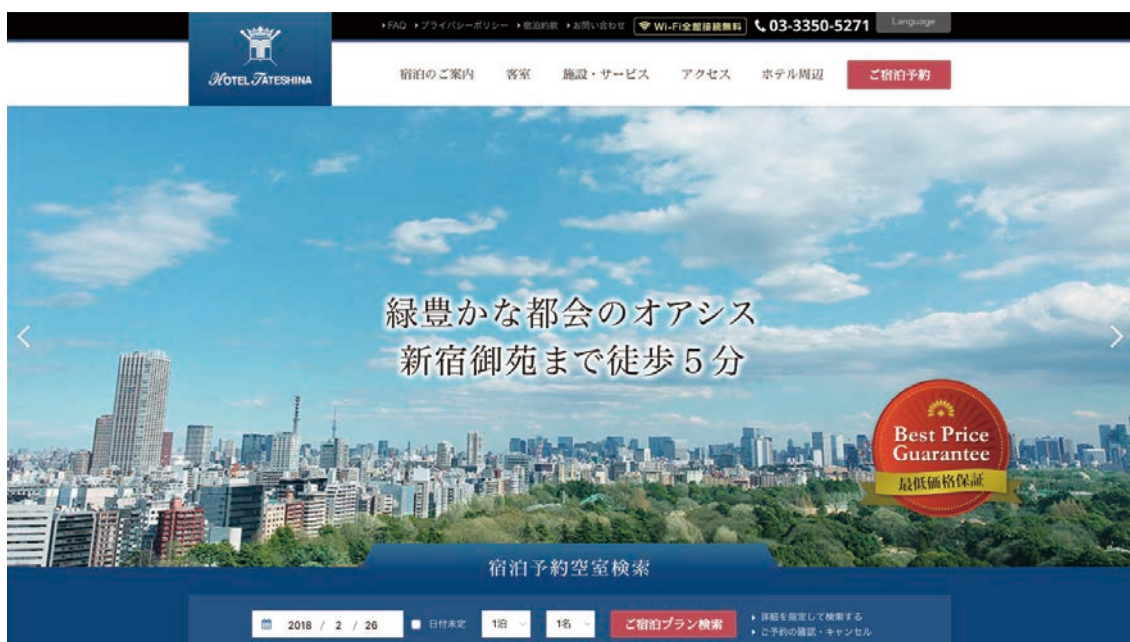 FAQ プライバシーポリシー 宿泊約款 お問い合わせ Wi-Fi全館接続無料 03-3350-5271 Language
HOTEL TATESHINA
宿泊のご案内 客室 施設・サービス アクセス ホテル周辺 ご宿泊予約
緑豊かな都会のオアシス
新宿御苑まで徒歩5分
Best Price
Guarantee
最低価格保証
宿泊予約空室検索
2018 / 2 / 26 日付未定 1泊 1名 ご宿泊プラン検索
詳細を指定して検索する
ご予約の確認・キャンセル